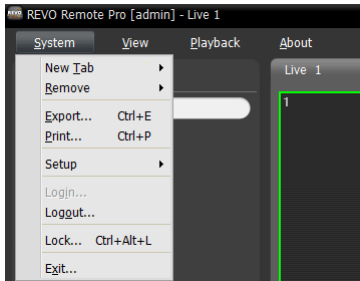 REVO REVO Remote Pro [admin] - Live 1
System View Playback About
Live 1
1
New Tab
Remove
Export... Ctrl+E
Print... Ctrl+P
Setup
Login...
Logout...
Lock... Ctrl+Alt+L
Exit...